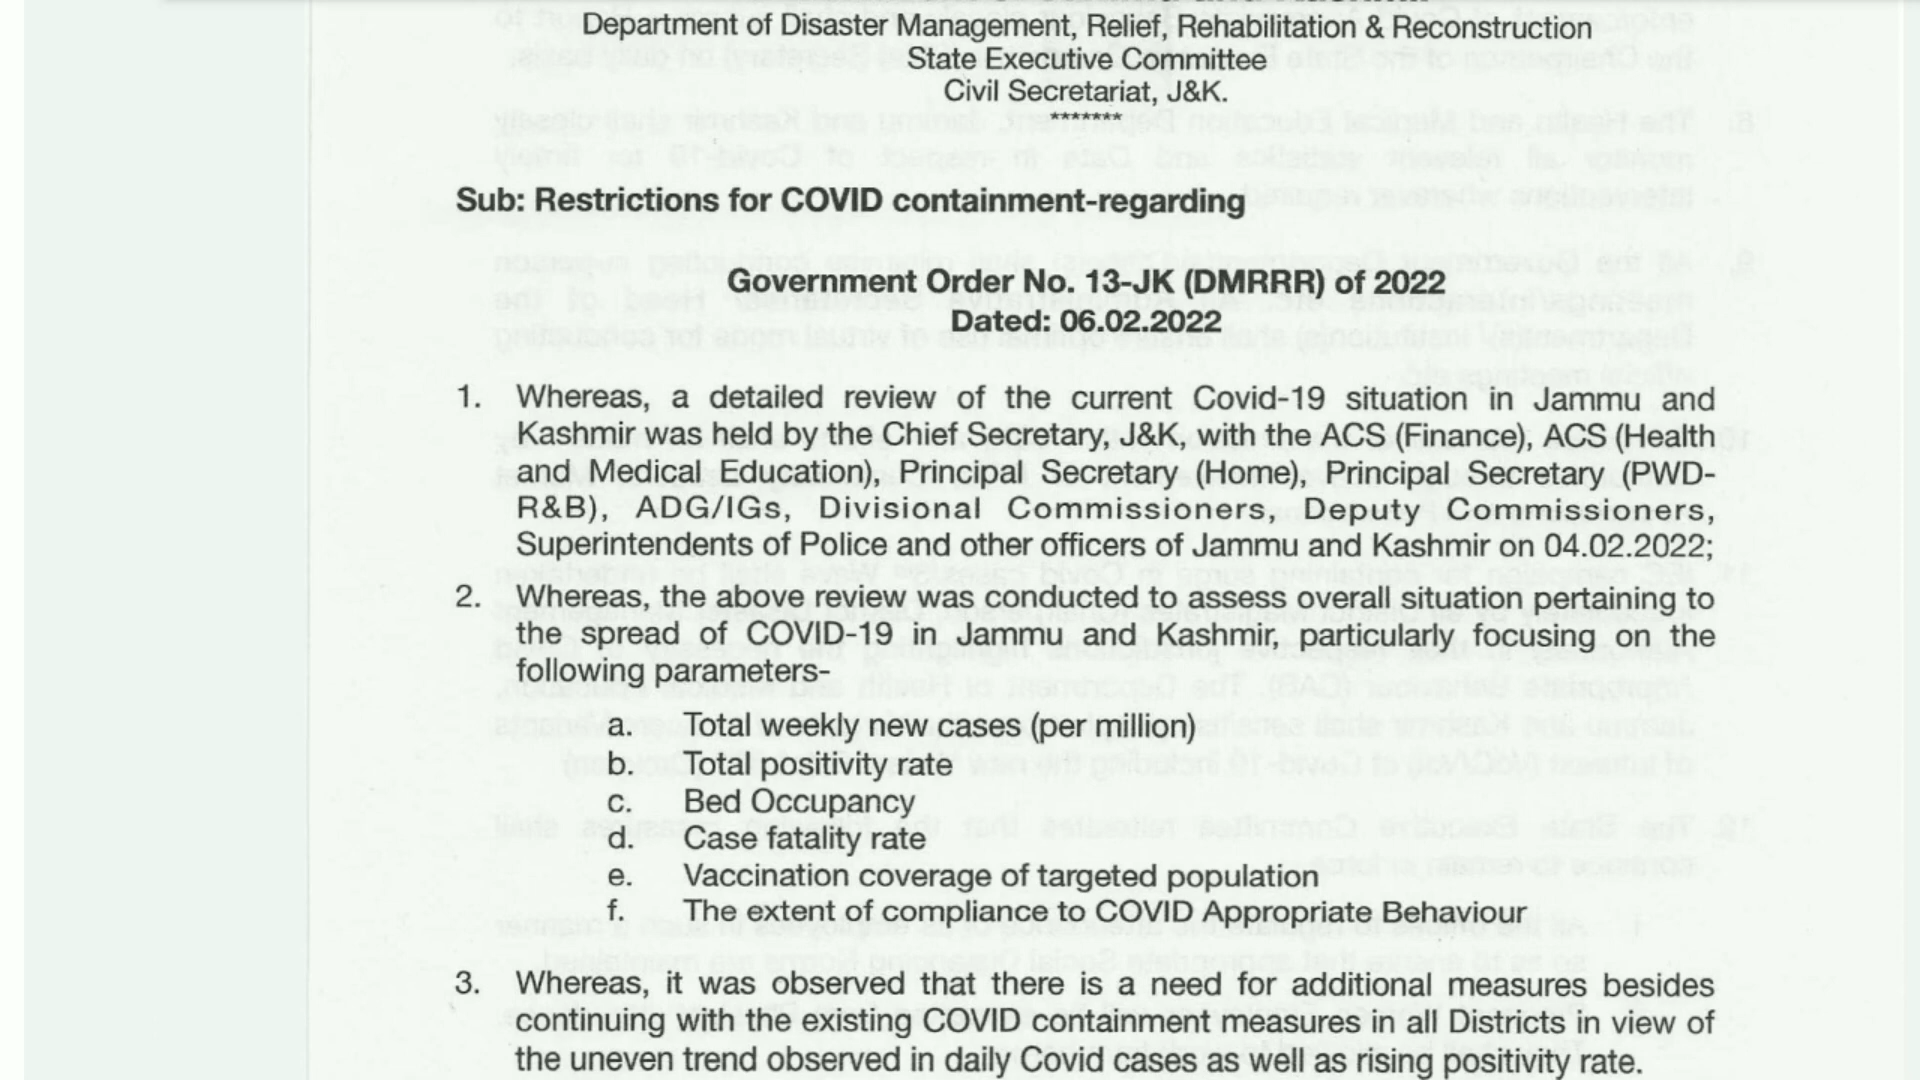 Department of Disaster Management, Relief, Rehabilitation & Reconstruction
State Executive Committee
Civil Secretariat, J&K.
*******
Sub: Restrictions for COVID containment-regarding
Government Order No. 13-JK (DMRRR) of 2022
Dated: 06.02.2022
1. Whereas, a detailed review of the current Covid-19 situation in Jammu and
Kashmir was held by the Chief Secretary, J&K, with the ACS (Finance), ACS (Health
and Medical Education), Principal Secretary (Home), Principal Secretary (PWD-
R&B), ADG/IGs, Divisional Commissioners, Deputy Commissioners,
Superintendents of Police and other officers of Jammu and Kashmir on 04.02.2022;
2. Whereas, the above review was conducted to assess overall situation pertaining to
the spread of COVID-19 in Jammu and Kashmir, particularly focusing on the
following parameters-
a. Total weekly new cases (per million)
b. Total positivity rate
c. Bed Occupancy
d. Case fatality rate
e. Vaccination coverage of targeted population
f. The extent of compliance to COVID Appropriate Behaviour
3. Whereas, it was observed that there is a need for additional measures besides
continuing with the existing COVID containment measures in all Districts in view of
the uneven trend observed in daily Covid cases as well as rising positivity rate.